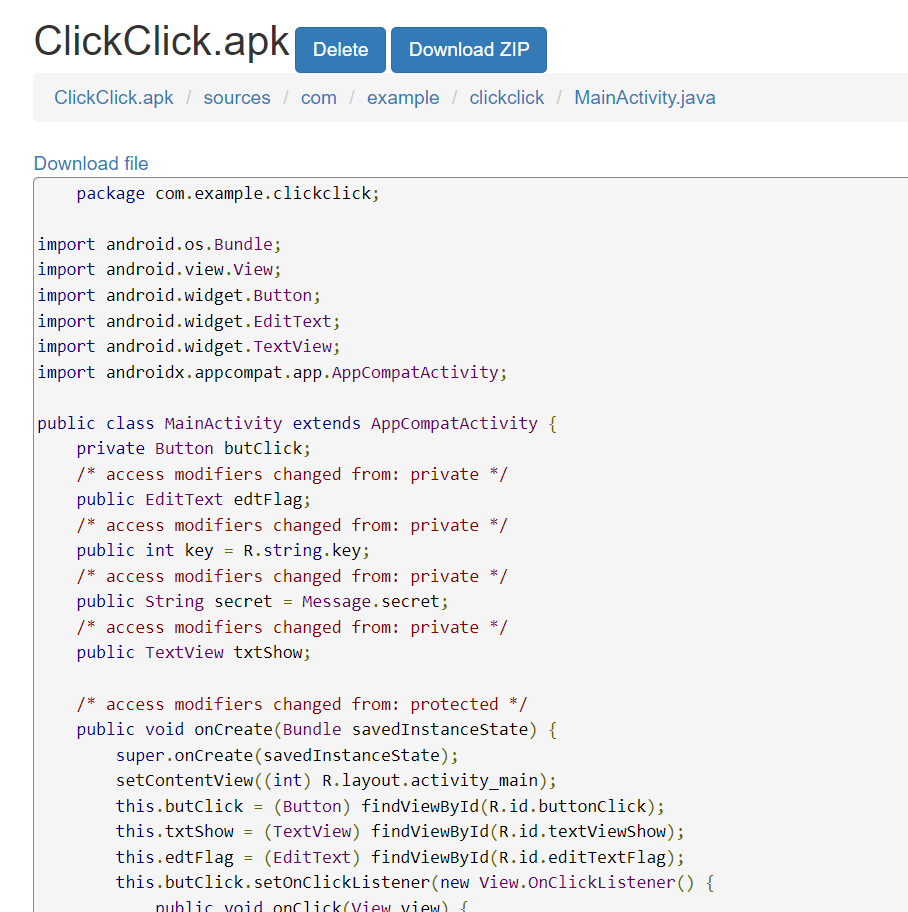 ClickClick.apk Delete Download ZIP
ClickClick.apk / sources / com / example / clickclick / MainActivity.java
Download file
    package com.example.clickclick;

import android.os.Bundle;
import android.view.View;
import android.widget.Button;
import android.widget.EditText;
import android.widget.TextView;
import androidx.appcompat.app.AppCompatActivity;

public class MainActivity extends AppCompatActivity {
    private Button butClick;
    /* access modifiers changed from: private */
    public EditText edtFlag;
    /* access modifiers changed from: private */
    public int key = R.string.key;
    /* access modifiers changed from: private */
    public String secret = Message.secret;
    /* access modifiers changed from: private */
    public TextView txtShow;

    /* access modifiers changed from: protected */
    public void onCreate(Bundle savedInstanceState) {
        super.onCreate(savedInstanceState);
        setContentView((int) R.layout.activity_main);
        this.butClick = (Button) findViewById(R.id.buttonClick);
        this.txtShow = (TextView) findViewById(R.id.textViewShow);
        this.edtFlag = (EditText) findViewById(R.id.editTextFlag);
        this.butClick.setOnClickListener(new View.OnClickListener() {
            public void onClick(View view) {